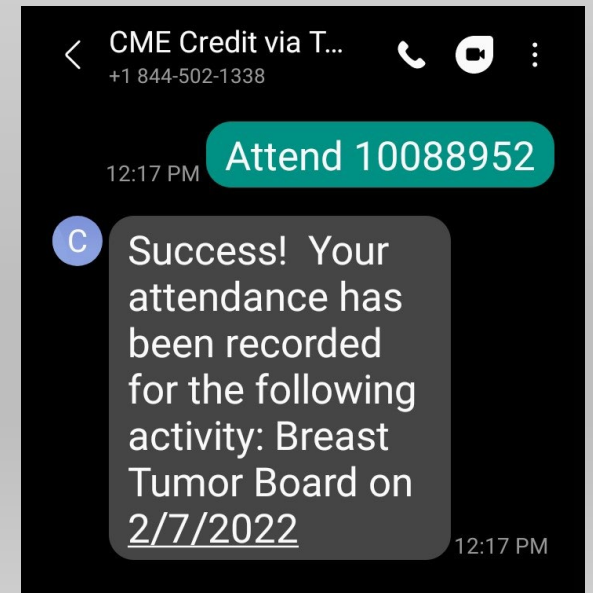 CME Credit via T...
+1 844-502-1338
Attend 10088952
12:17 PM
C
Success!  Your
attendance has
been recorded
for the following
activity: Breast
Tumor Board on
2/7/2022
12:17 PM